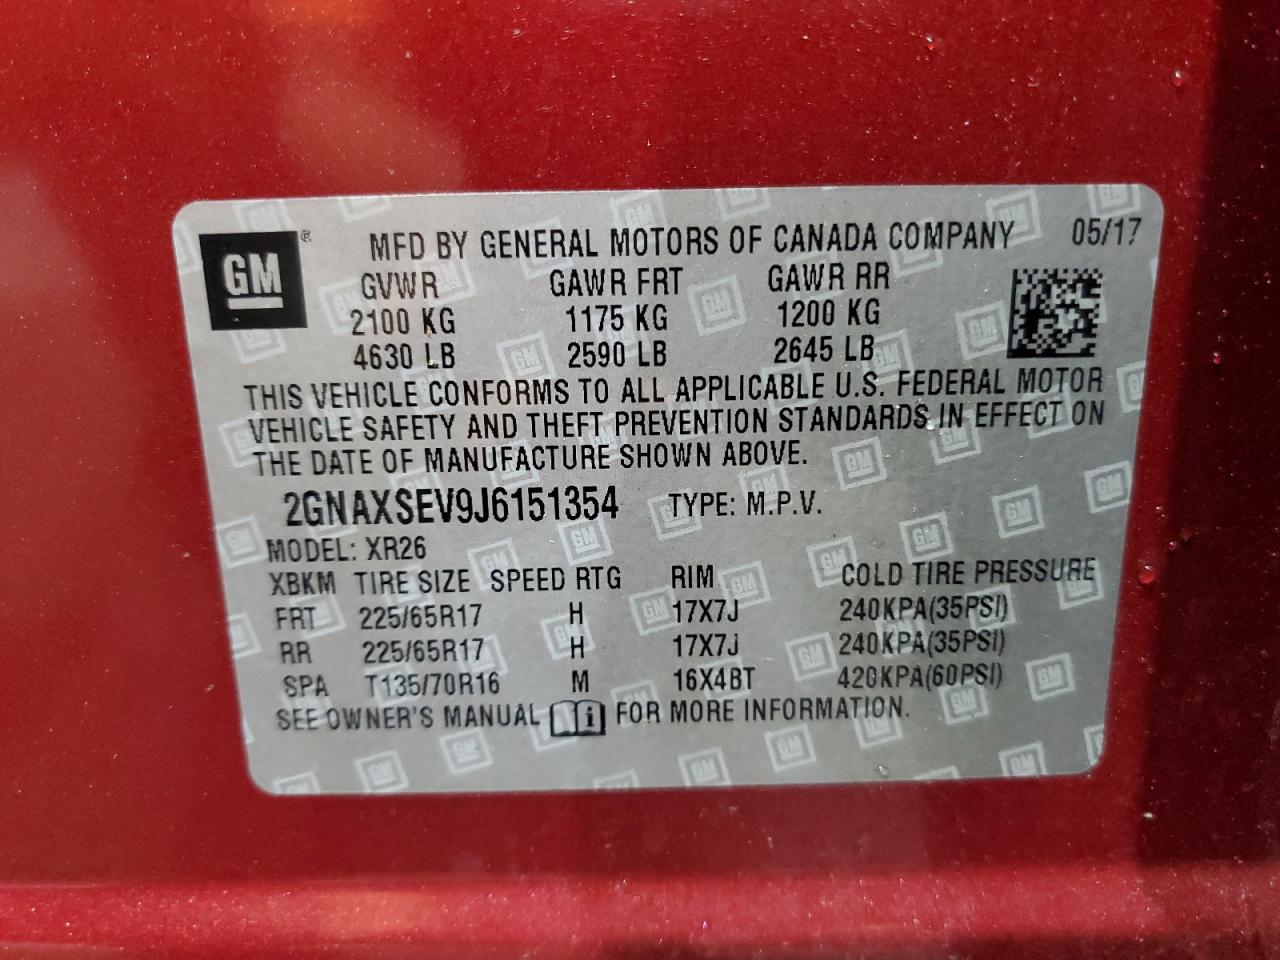 GM ® MFD BY GENERAL MOTORS OF CANADA COMPANY 05/17
GVWR GAWR FRT GAWR RR
2100 KG 1175 KG 1200 KG
4630 LB 2590 LB 2645 LB
THIS VEHICLE CONFORMS TO ALL APPLICABLE U.S. FEDERAL MOTOR
VEHICLE SAFETY AND THEFT PREVENTION STANDARDS IN EFFECT ON
THE DATE OF MANUFACTURE SHOWN ABOVE.
2GNAXSEV9J6151354 TYPE: M.P.V.
MODEL: XR26
XBKM TIRE SIZE SPEED RTG RIM COLD TIRE PRESSURE
FRT 225/65R17 H 17X7J 240KPA(35PSI)
RR 225/65R17 H 17X7J 240KPA(35PSI)
SPA T135/70R16 M 16X4BT 420KPA(60PSI)
SEE OWNER'S MANUAL i FOR MORE INFORMATION.